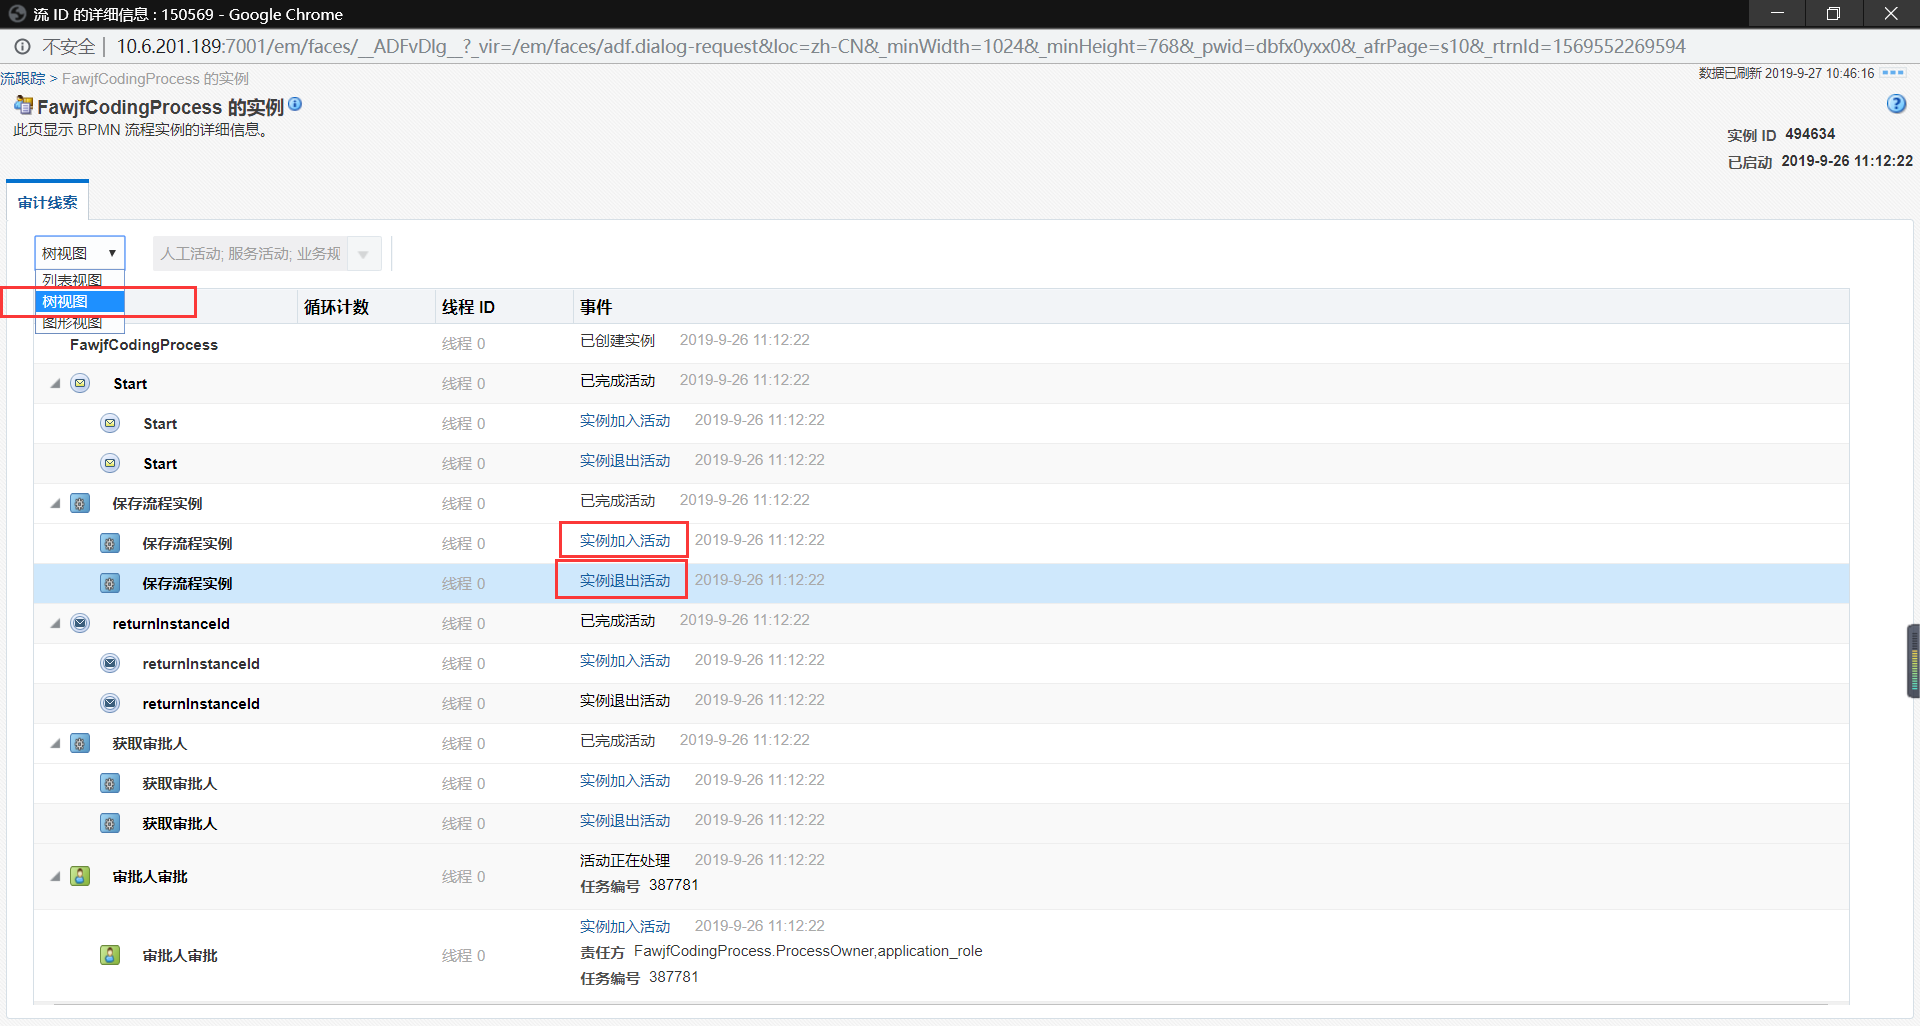 流 ID 的详细信息 : 150569 - Google Chrome
不安全 | 10.6.201.189:7001/em/faces/__ADFvDlg__?_vir=/em/faces/adf.dialog-request&loc=zh-CN&_minWidth=1024&_minHeight=768&_pwid=dbfx0yxx0&_afrPage=s10&_rtrnId=1569552269594
流跟踪 > FawjfCodingProcess 的实例
数据已刷新 2019-9-27 10:46:16
FawjfCodingProcess 的实例
此页显示 BPMN 流程实例的详细信息。
实例 ID 494634
已启动 2019-9-26 11:12:22
审计线索
树视图 人工活动; 服务活动; 业务规
列表视图
树视图
图形视图
循环计数 线程 ID 事件
FawjfCodingProcess 线程 0 已创建实例 2019-9-26 11:12:22
Start 线程 0 已完成活动 2019-9-26 11:12:22
Start 线程 0 实例加入活动 2019-9-26 11:12:22
Start 线程 0 实例退出活动 2019-9-26 11:12:22
保存流程实例 线程 0 已完成活动 2019-9-26 11:12:22
保存流程实例 线程 0 实例加入活动 2019-9-26 11:12:22
保存流程实例 线程 0 实例退出活动 2019-9-26 11:12:22
returnInstanceId 线程 0 已完成活动 2019-9-26 11:12:22
returnInstanceId 线程 0 实例加入活动 2019-9-26 11:12:22
returnInstanceId 线程 0 实例退出活动 2019-9-26 11:12:22
获取审批人 线程 0 已完成活动 2019-9-26 11:12:22
获取审批人 线程 0 实例加入活动 2019-9-26 11:12:22
获取审批人 线程 0 实例退出活动 2019-9-26 11:12:22
审批人审批 线程 0 活动正在处理 2019-9-26 11:12:22
任务编号 387781
审批人审批 线程 0 实例加入活动 2019-9-26 11:12:22
责任方 FawjfCodingProcess.ProcessOwner,application_role
任务编号 387781